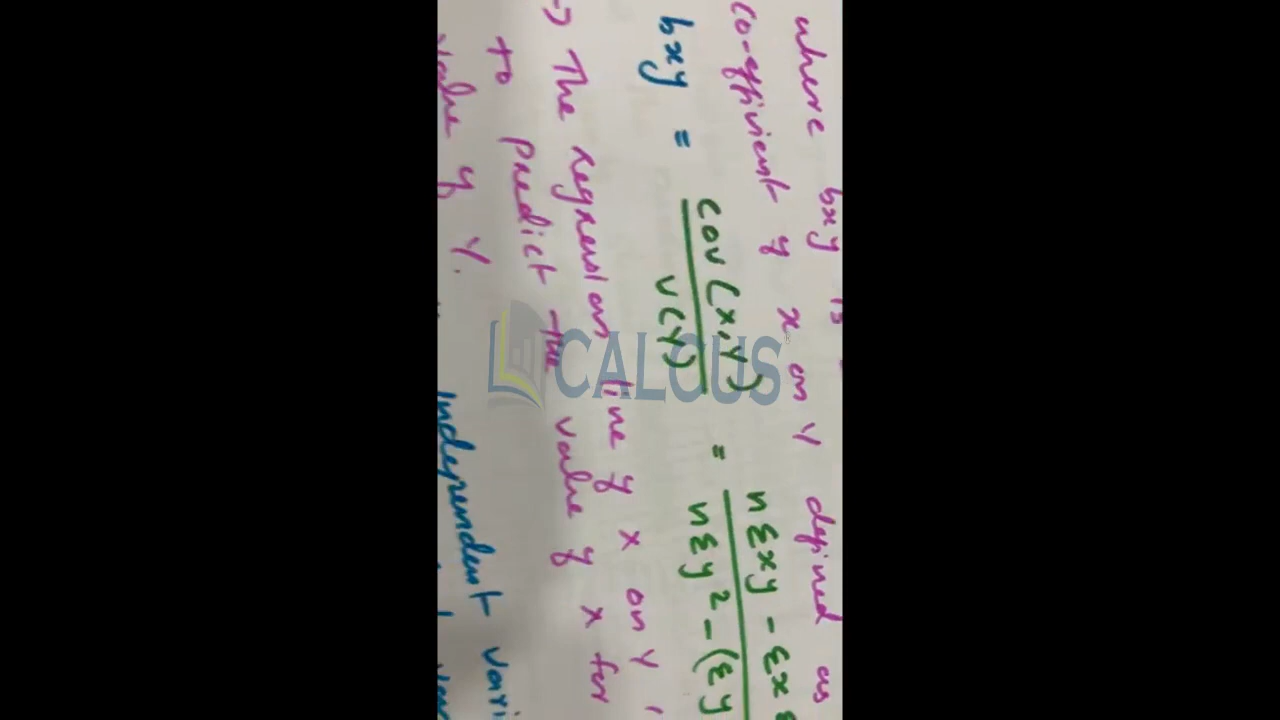 where bxy is
co-efficient of x on Y defined as
bxy = cov(x,Y) / V(Y) = nΣxy - Σx / nΣy² - (Σy
→ The regression line of x on Y
to predict the value of x for
value of Y.
Independent vari
CALCUS